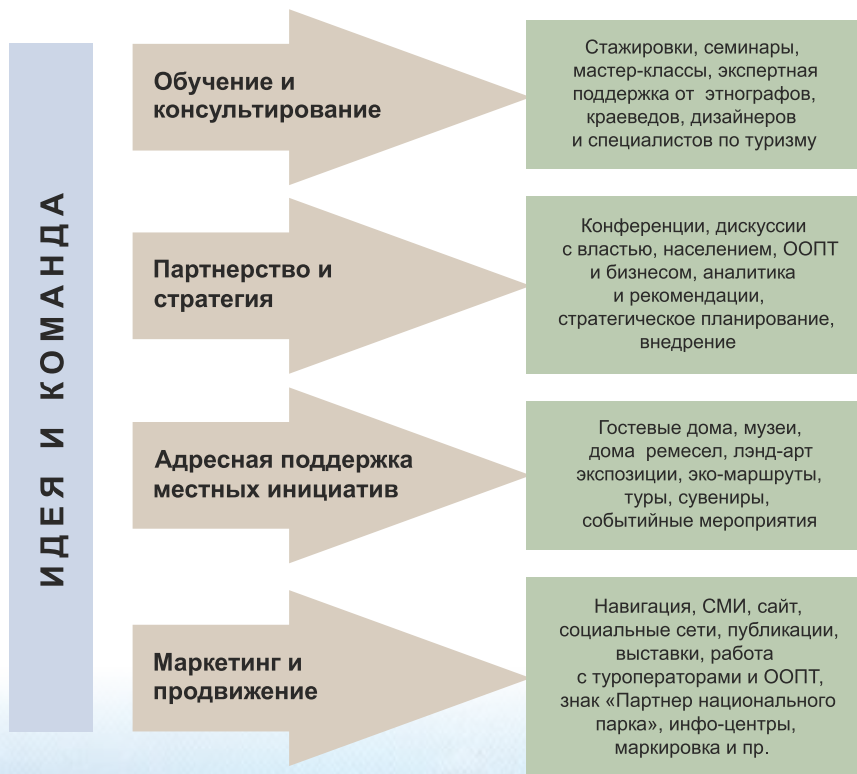 ИДЕЯ И КОМАНДА
Обучение и
консультирование
Стажировки, семинары,
мастер-классы, экспертная
поддержка от этнографов,
краеведов, дизайнеров
и специалистов по туризму
Партнерство и
стратегия
Конференции, дискуссии
с властью, населением, ООПТ
и бизнесом, аналитика
и рекомендации,
стратегическое планирование,
внедрение
Адресная поддержка
местных инициатив
Гостевые дома, музеи,
дома ремесел, лэнд-арт
экспозиции, эко-маршруты,
туры, сувениры,
событийные мероприятия
Маркетинг и
продвижение
Навигация, СМИ, сайт,
социальные сети, публикации,
выставки, работа
с туроператорами и ООПТ,
знак «Партнер национального
парка», инфо-центры,
маркировка и пр.